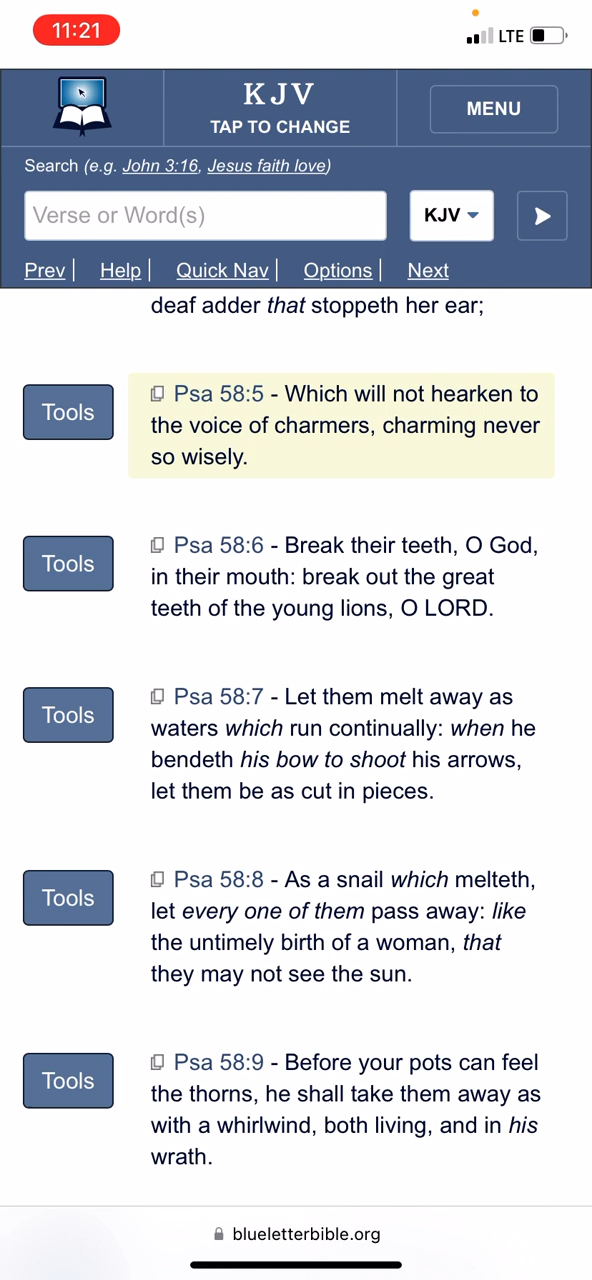 11:21 LTE
KJV
TAP TO CHANGE
MENU
Search (e.g. John 3:16, Jesus faith love)
Verse or Word(s) KJV
Prev | Help | Quick Nav | Options | Next
deaf adder that stoppeth her ear;
Tools
Psa 58:5 - Which will not hearken to
the voice of charmers, charming never
so wisely.
Tools
Psa 58:6 - Break their teeth, O God,
in their mouth: break out the great
teeth of the young lions, O LORD.
Tools
Psa 58:7 - Let them melt away as
waters which run continually: when he
bendeth his bow to shoot his arrows,
let them be as cut in pieces.
Tools
Psa 58:8 - As a snail which melteth,
let every one of them pass away: like
the untimely birth of a woman, that
they may not see the sun.
Tools
Psa 58:9 - Before your pots can feel
the thorns, he shall take them away as
with a whirlwind, both living, and in his
wrath.
blueletterbible.org